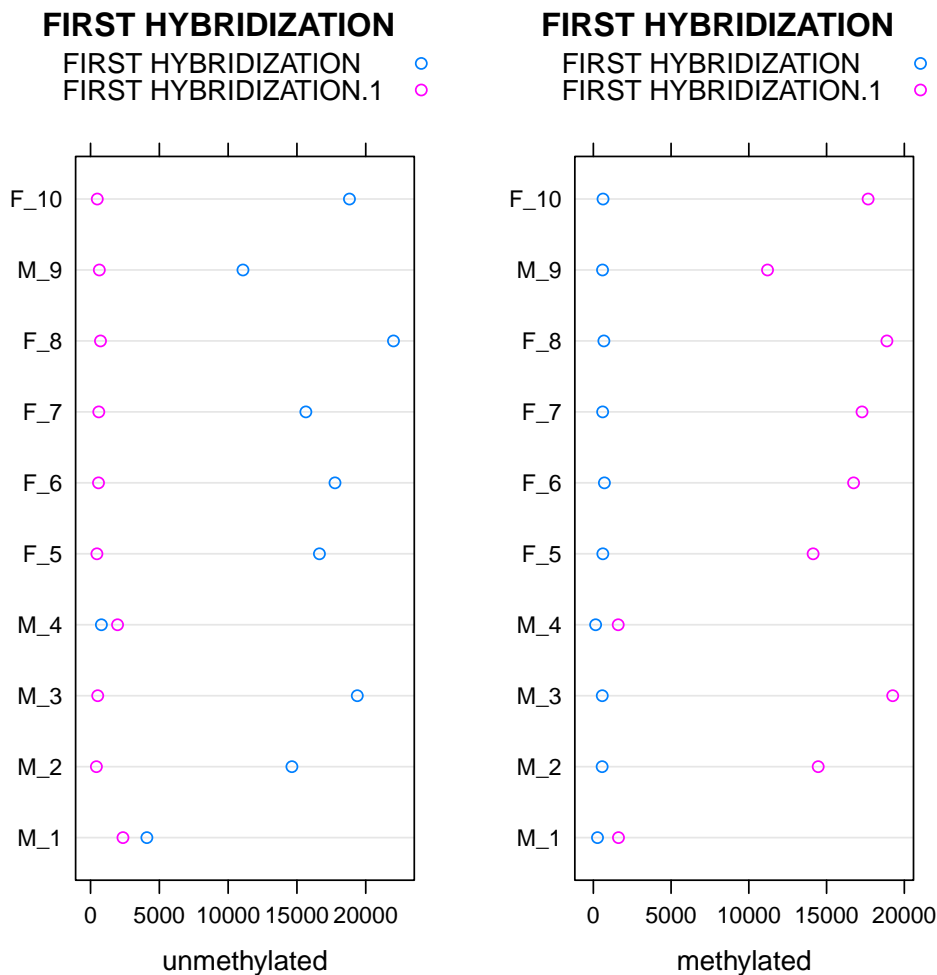 FIRST HYBRIDIZATION
FIRST HYBRIDIZATION
FIRST HYBRIDIZATION.1
F_10
M_9
F_8
F_7
F_6
F_5
M_4
M_3
M_2
M_1
0 5000 10000 15000 20000
unmethylated
FIRST HYBRIDIZATION
FIRST HYBRIDIZATION
FIRST HYBRIDIZATION.1
F_10
M_9
F_8
F_7
F_6
F_5
M_4
M_3
M_2
M_1
0 5000 10000 15000 20000
methylated